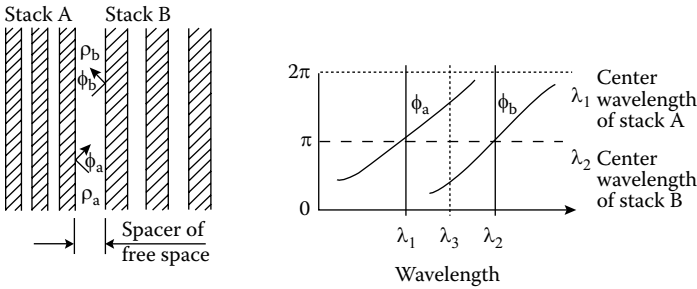 Stack A Stack B
ρb
ϕb
ϕa
ρa
Spacer of
free space
2π
π
0
ϕa
ϕb
λ1 λ3 λ2
Wavelength
λ1 Center
wavelength
of stack A
λ2 Center
wavelength
of stack B